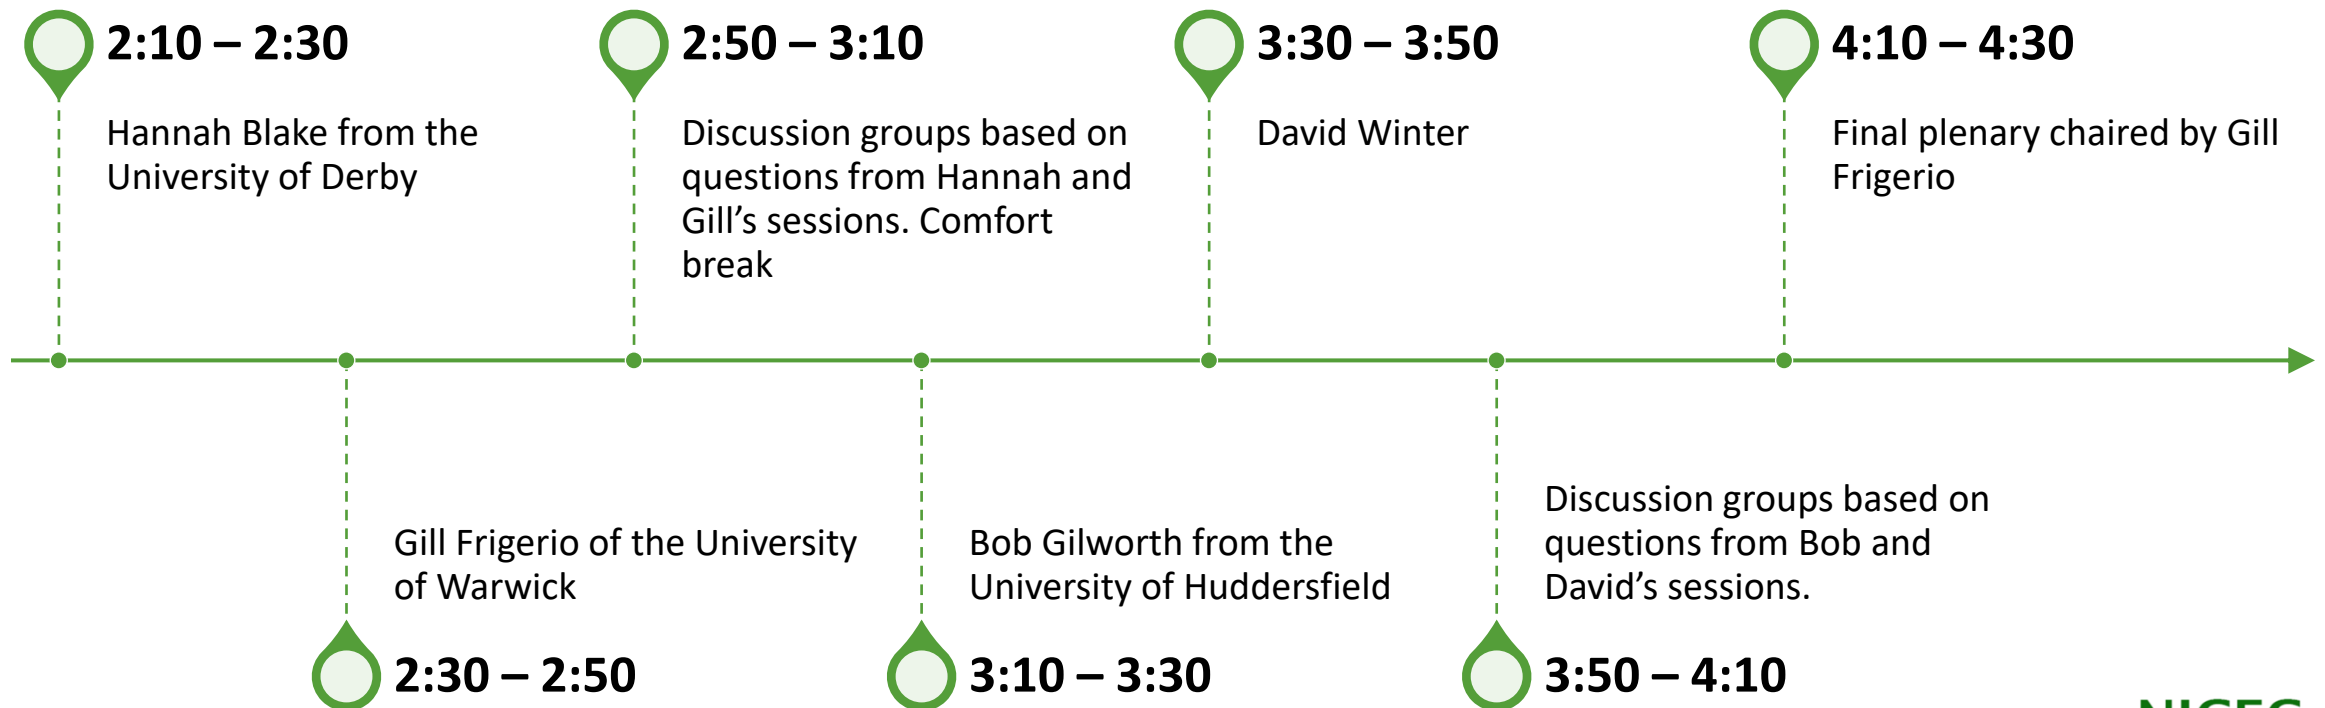 2:10 – 2:30
Hannah Blake from the
University of Derby
2:30 – 2:50
Gill Frigerio of the University
of Warwick
2:50 – 3:10
Discussion groups based on
questions from Hannah and
Gill’s sessions. Comfort
break
3:10 – 3:30
Bob Gilworth from the
University of Huddersfield
3:30 – 3:50
David Winter
3:50 – 4:10
Discussion groups based on
questions from Bob and
David’s sessions.
4:10 – 4:30
Final plenary chaired by Gill
Frigerio